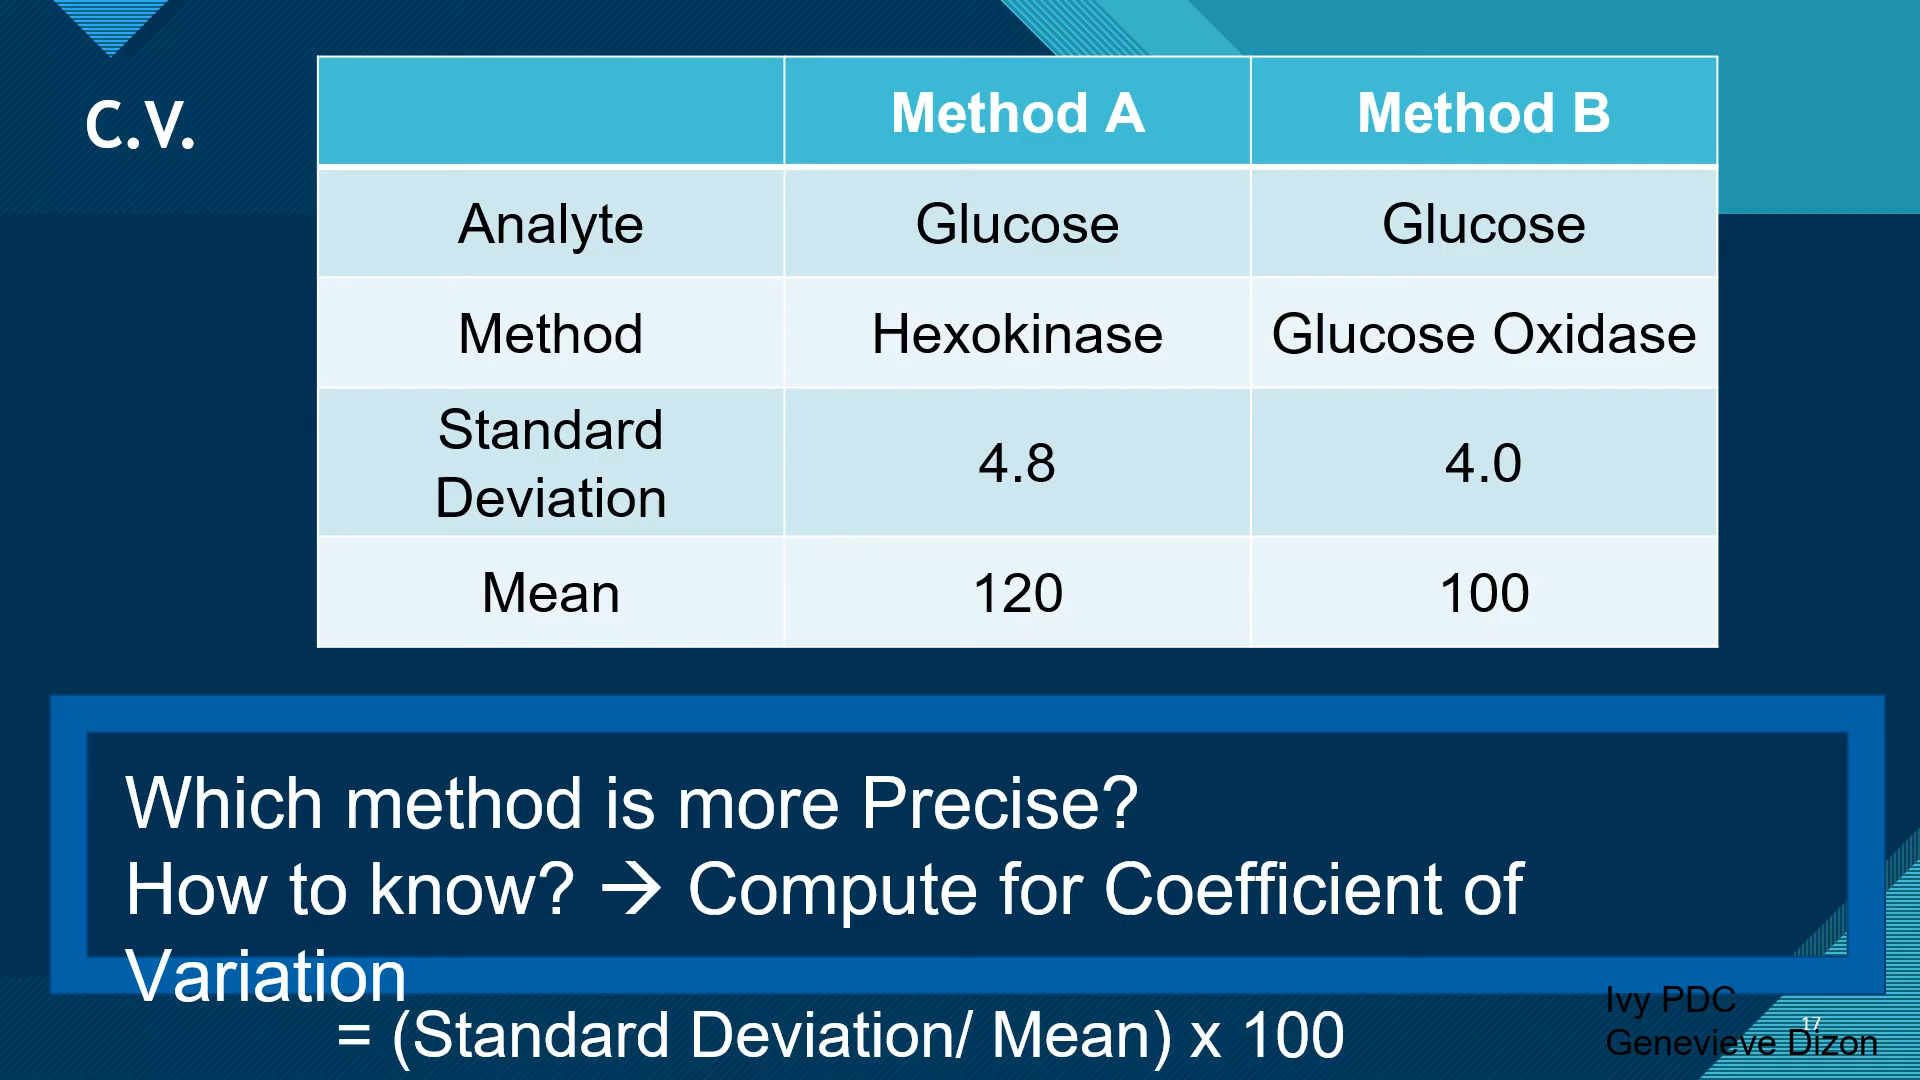 C.V.
Method A Method B
Analyte Glucose Glucose
Method Hexokinase Glucose Oxidase
Standard
Deviation 4.8 4.0
Mean 120 100
Which method is more Precise?
How to know? → Compute for Coefficient of
Variation
= (Standard Deviation/ Mean) x 100
Ivy PDC
17
Genevieve Dizon